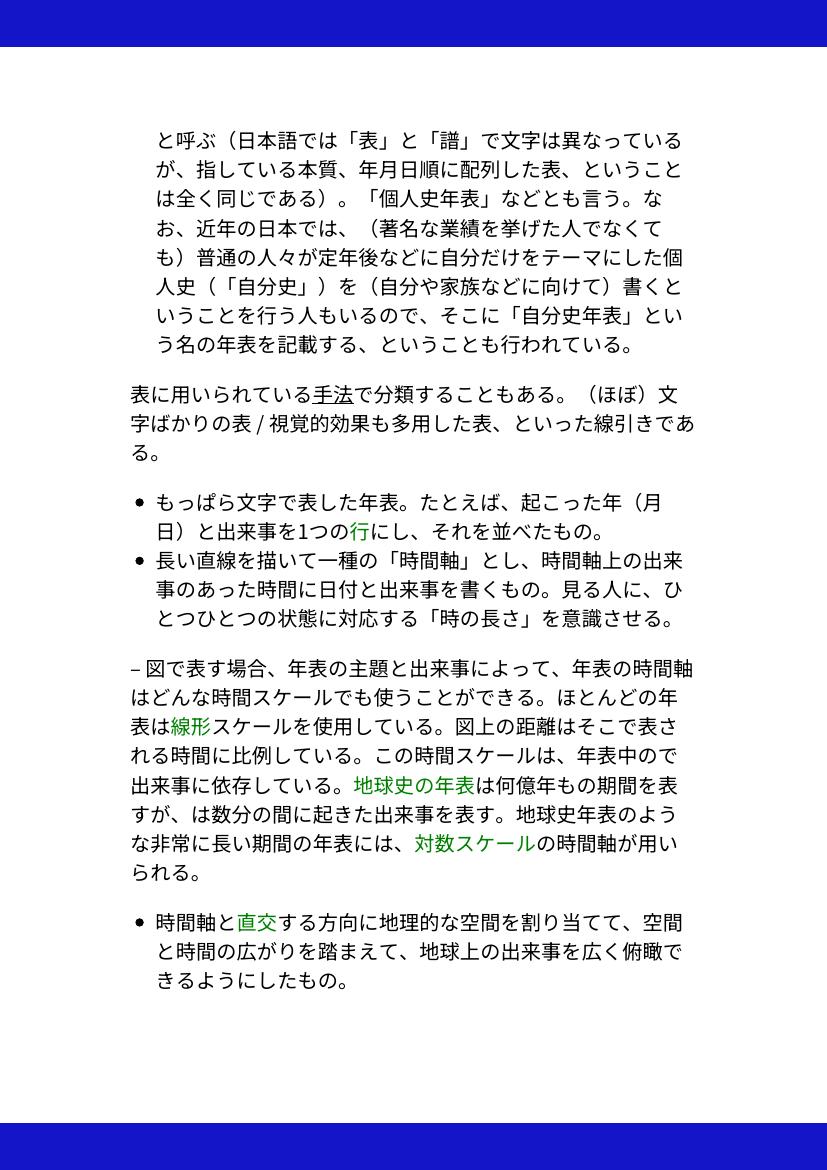 と呼ぶ（日本語では「表」と「譜」で文字は異なっている
が、指している本質、年月日順に配列した表、ということ
は全く同じである）。「個人史年表」などとも言う。な
お、近年の日本では、（著名な業績を挙げた人でなくて
も）普通の人々が定年後などに自分だけをテーマにした個
人史（「自分史」）を（自分や家族などに向けて）書くと
いうことを行う人もいるので、そこに「自分史年表」とい
う名の年表を記載する、ということも行われている。
表に用いられている手法で分類することもある。（ほぼ）文
字ばかりの表 / 視覚的効果も多用した表、といった線引きであ
る。
• もっぱら文字で表した年表。たとえば、起こった年（月
日）と出来事を1つの行にし、それを並べたもの。
• 長い直線を描いて一種の「時間軸」とし、時間軸上の出来
事のあった時間に日付と出来事を書くもの。見る人に、ひ
とつひとつの状態に対応する「時の長さ」を意識させる。
– 図で表す場合、年表の主題と出来事によって、年表の時間軸
はどんな時間スケールでも使うことができる。ほとんどの年
表は線形スケールを使用している。図上の距離はそこで表さ
れる時間に比例している。この時間スケールは、年表中ので
出来事に依存している。地球史の年表は何億年もの期間を表
すが、は数分の間に起きた出来事を表す。地球史年表のよう
な非常に長い期間の年表には、対数スケールの時間軸が用い
られる。
• 時間軸と直交する方向に地理的な空間を割り当てて、空間
と時間の広がりを踏まえて、地球上の出来事を広く俯瞰で
きるようにしたもの。